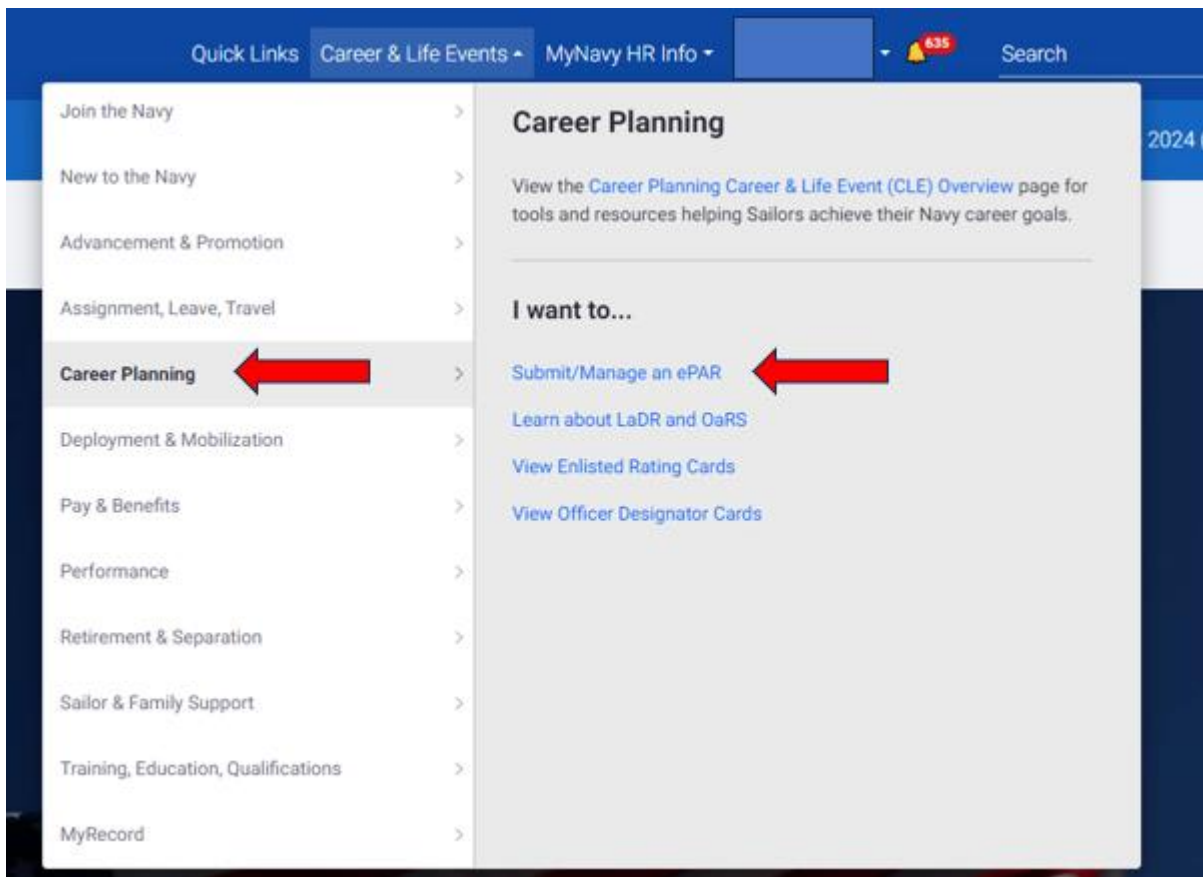 Quick Links Career & Life Events MyNavy HR Info 635 Search
2024
Join the Navy
New to the Navy
Advancement & Promotion
Assignment, Leave, Travel
Career Planning
Deployment & Mobilization
Pay & Benefits
Performance
Retirement & Separation
Sailor & Family Support
Training, Education, Qualifications
MyRecord
Career Planning
View the Career Planning Career & Life Event (CLE) Overview page for
tools and resources helping Sailors achieve their Navy career goals.
I want to...
Submit/Manage an ePAR
Learn about LaDR and OaRS
View Enlisted Rating Cards
View Officer Designator Cards